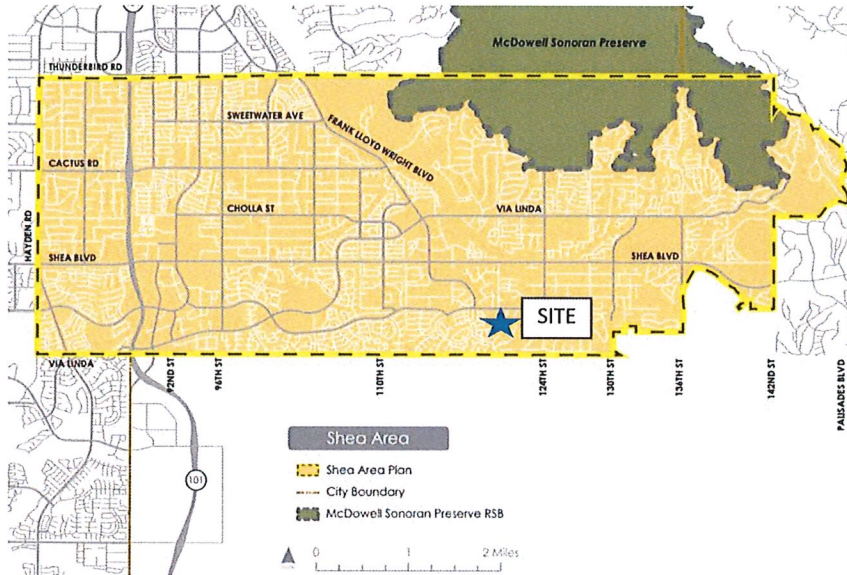 McDowell Sonoran Preserve
THUNDERBIRD RD
SWEETWATER AVE
FRANK LLOYD WRIGHT BLVD
CACTUS RD
CHOLLA ST
VIA LINDA
HAYDEN RD
SHEA BLVD
SHEA BLVD
SITE
VIA LINDA
92ND ST
96TH ST
110TH ST
124TH ST
130TH ST
136TH ST
142ND ST
PALISADES BLVD
Shea Area
Shea Area Plan
City Boundary
McDowell Sonoran Preserve RSB
101
0 1 2 Miles